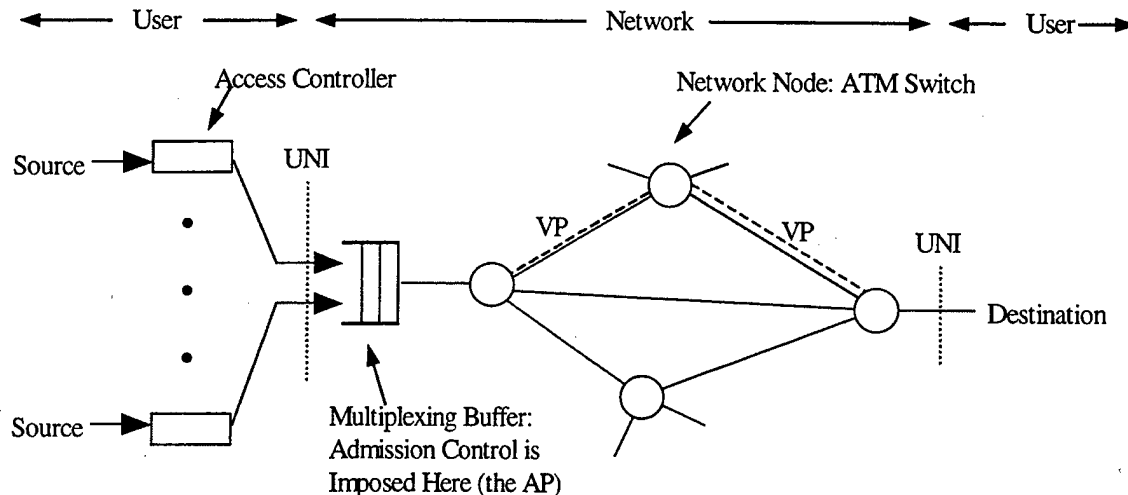 User
Network
User
Access Controller
Network Node: ATM Switch
Source
UNI
VP
VP
UNI
Destination
Source
Multiplexing Buffer:
Admission Control is
Imposed Here (the AP)